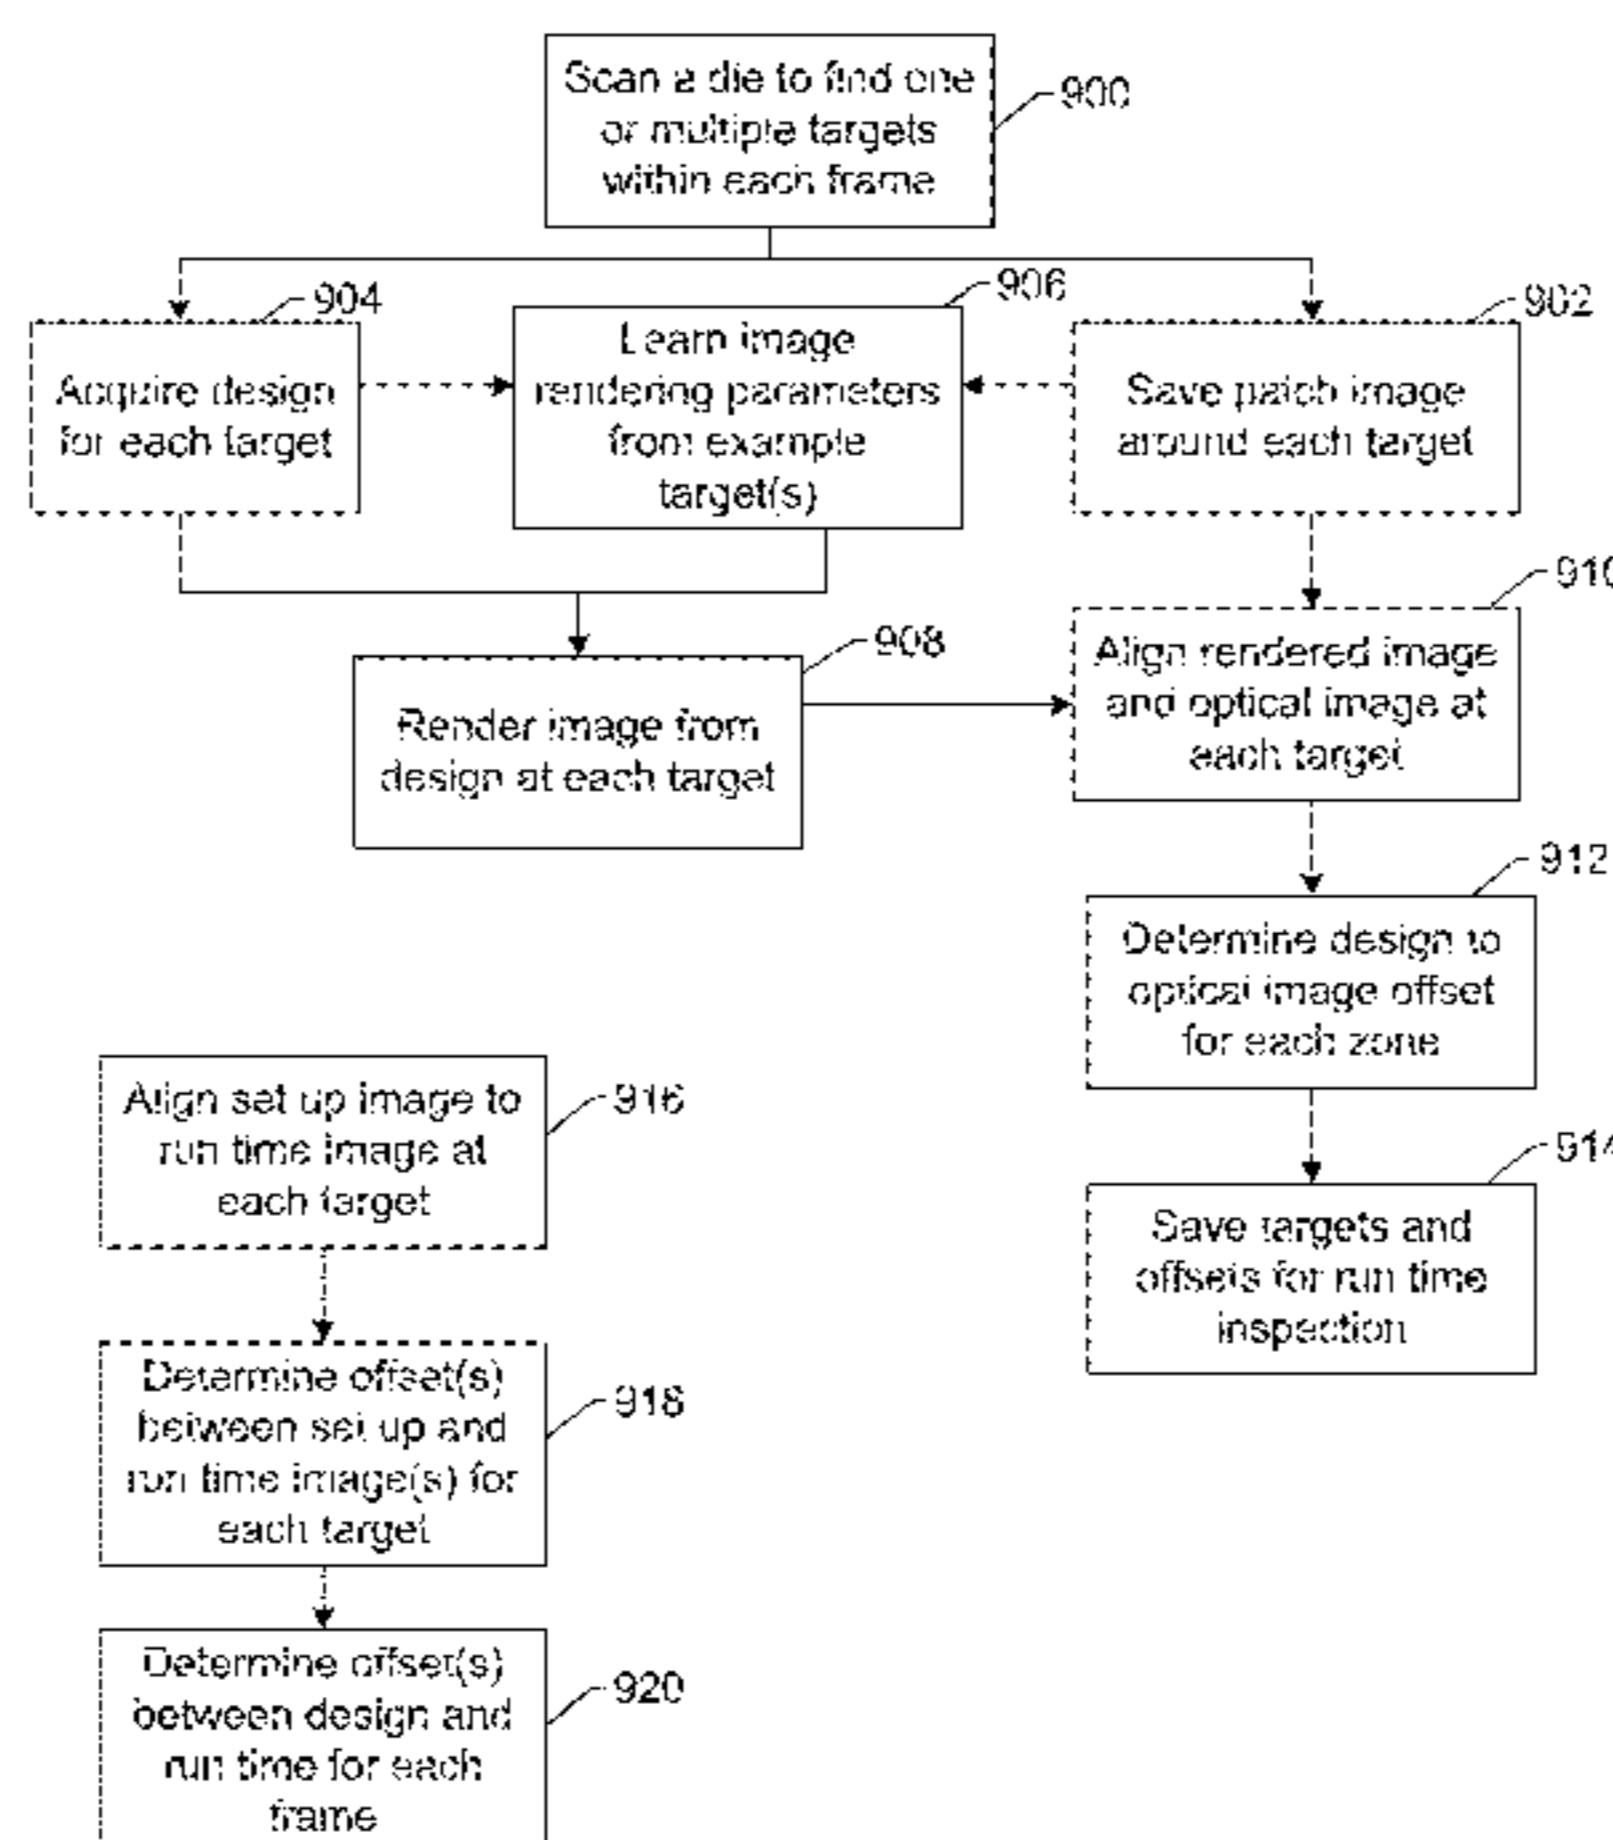 Scan a die to find one
or multiple targets
within each frame
900
904
Acquire design
for each target
906
Learn image
rendering parameters
from example
target(s)
902
Save patch image
around each target
908
Render image from
design at each target
910
Align rendered image
and optical image at
each target
912
Determine design to
optical image offset
for each zone
914
Save targets and
offsets for run time
inspection
916
Align set up image to
run time image at
each target
918
Determine offset(s)
between set up and
run time image(s) for
each target
920
Determine offset(s)
between design and
run time for each
frame